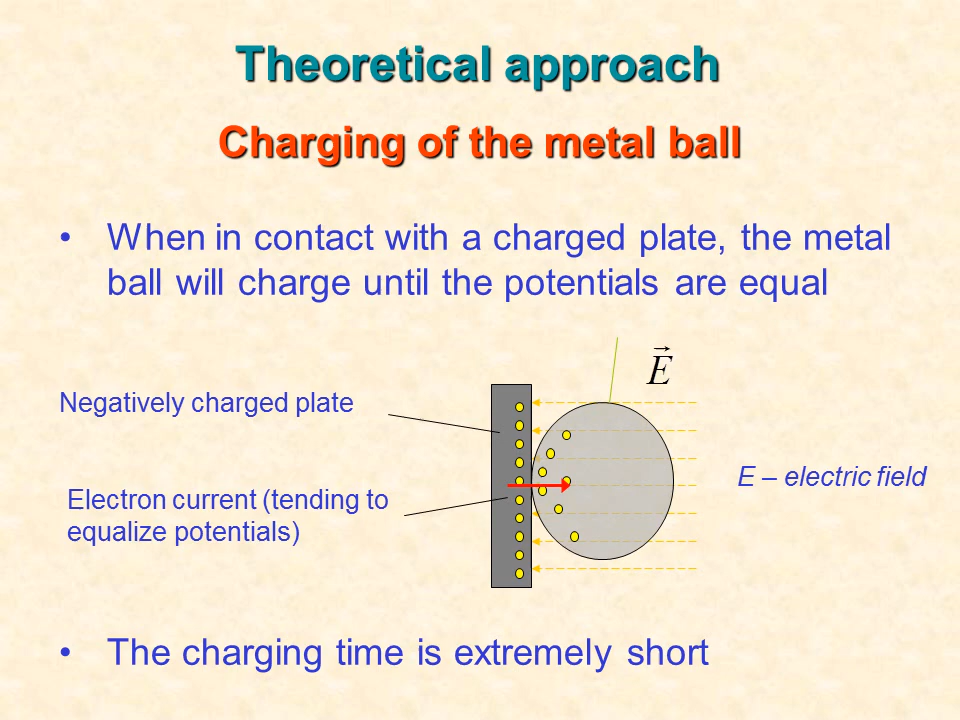 Theoretical approach
Charging of the metal ball
• When in contact with a charged plate, the metal
ball will charge until the potentials are equal
E
Negatively charged plate
E – electric field
Electron current (tending to
equalize potentials)
• The charging time is extremely short